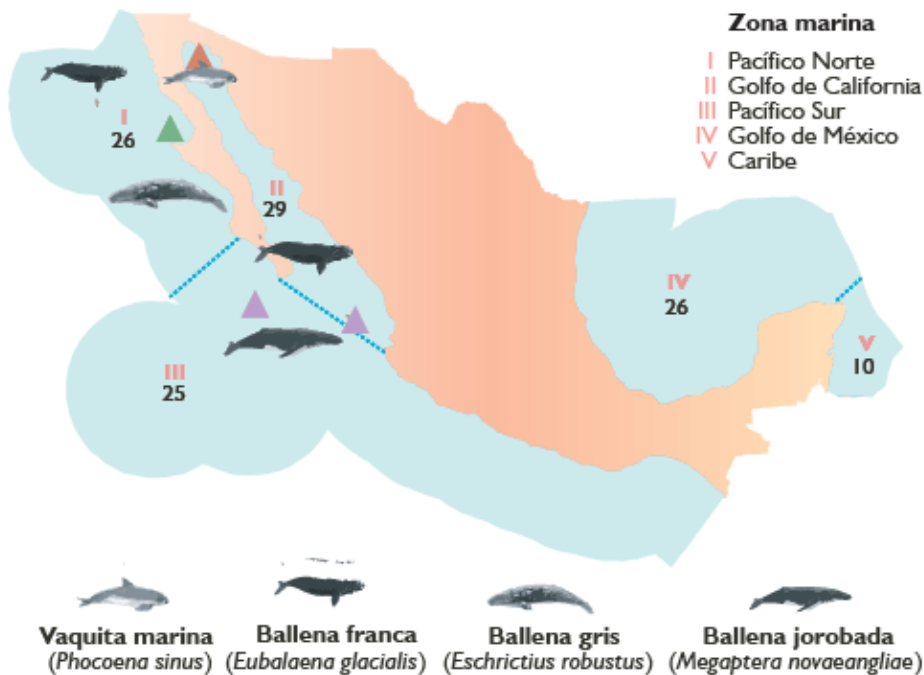 Zona marina
I Pacífico Norte
II Golfo de California
III Pacífico Sur
IV Golfo de México
V Caribe
I
26
II
29
III
25
IV
26
V
10
Vaquita marina
(Phocoena sinus)
Ballena franca
(Eubalaena glacialis)
Ballena gris
(Eschrictius robustus)
Ballena jorobada
(Megaptera novaeangliae)